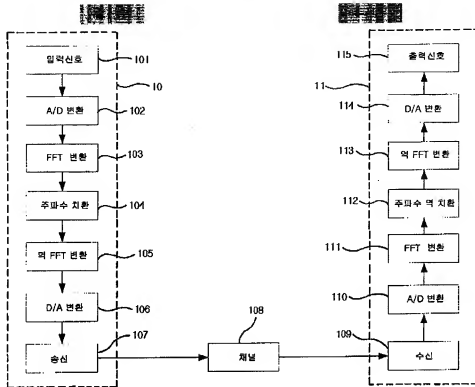 입력신호
101
10
A/D 변환
102
FFT 변환
103
주파수 치환
104
역 FFT 변환
105
D/A 변환
106
107
송신
108
채널
115
출력신호
11
114
D/A 변환
113
역 FFT 변환
112
주파수 역 치환
111
FFT 변환
110
A/D 변환
109
수신